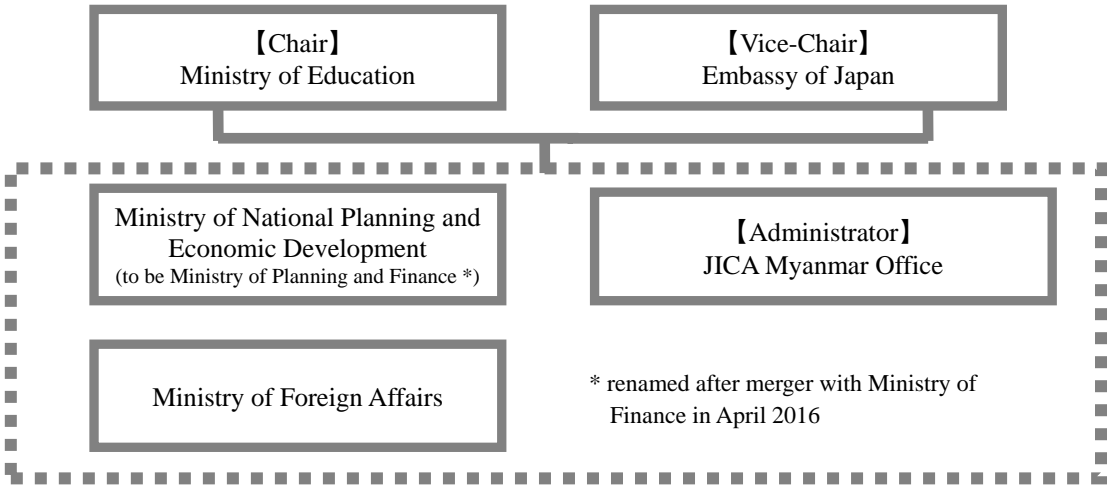 【Chair】
Ministry of Education
【Vice-Chair】
Embassy of Japan
Ministry of National Planning and
Economic Development
(to be Ministry of Planning and Finance *)
【Administrator】
JICA Myanmar Office
Ministry of Foreign Affairs
* renamed after merger with Ministry of
Finance in April 2016